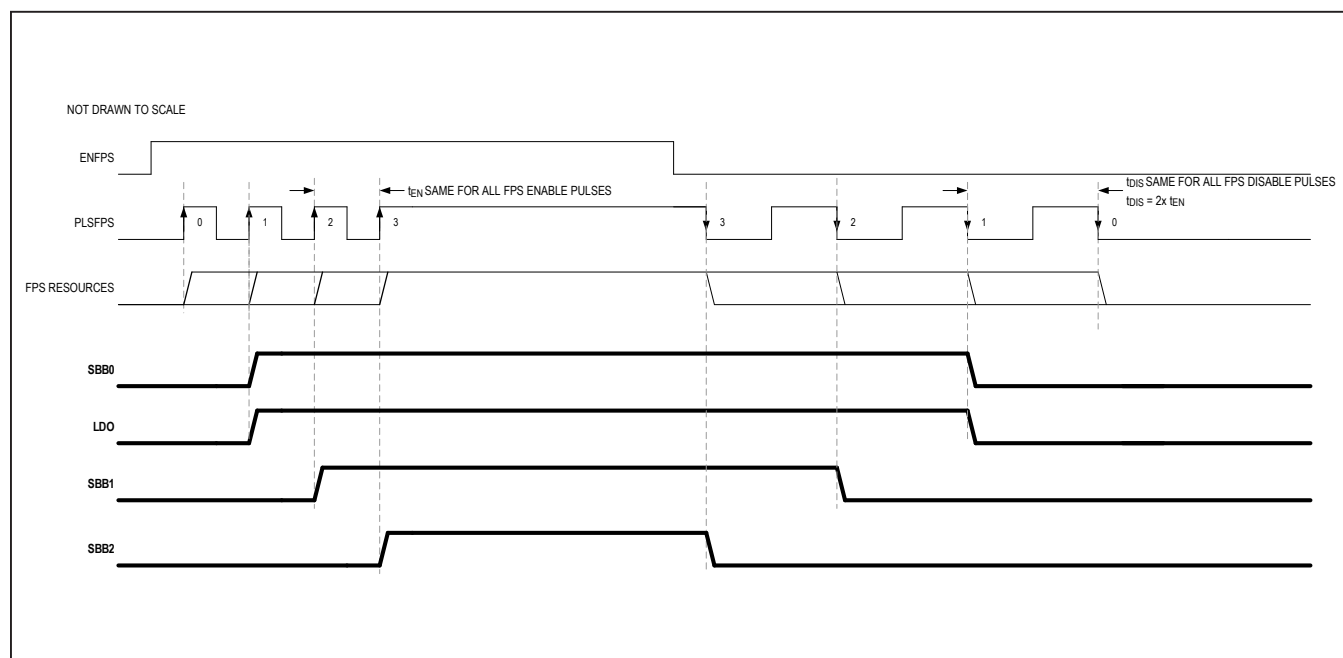 NOT DRAWN TO SCALE
ENFPS
tEN SAME FOR ALL FPS ENABLE PULSES
tDIS SAME FOR ALL FPS DISABLE PULSES
tDIS = 2x tEN
PLSFPS
0 1 2 3 3 2 1 0
FPS RESOURCES
SBB0
LDO
SBB1
SBB2